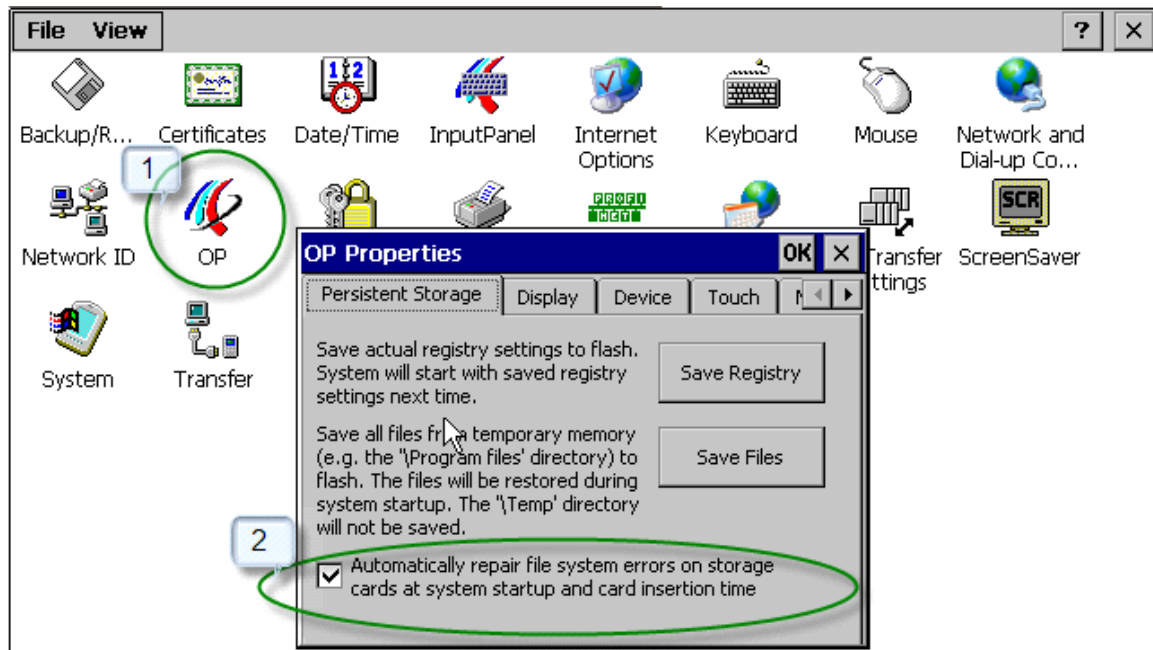 File View ? ×
1 2
Backup/R... Certificates Date/Time InputPanel Internet Options Keyboard Mouse Network and Dial-up Co...
1
PROFI
NET
SCR
Network ID OP Transfer ScreenSaver
ttings
System Transfer
OP Properties OK ×
Persistent Storage Display Device Touch
Save actual registry settings to flash.
System will start with saved registry
settings next time.
Save Registry
Save all files from temporary memory
(e.g. the "\Program files' directory) to
flash. The files will be restored during
system startup. The "\Temp' directory
will not be saved.
Save Files
2
Automatically repair file system errors on storage
cards at system startup and card insertion time